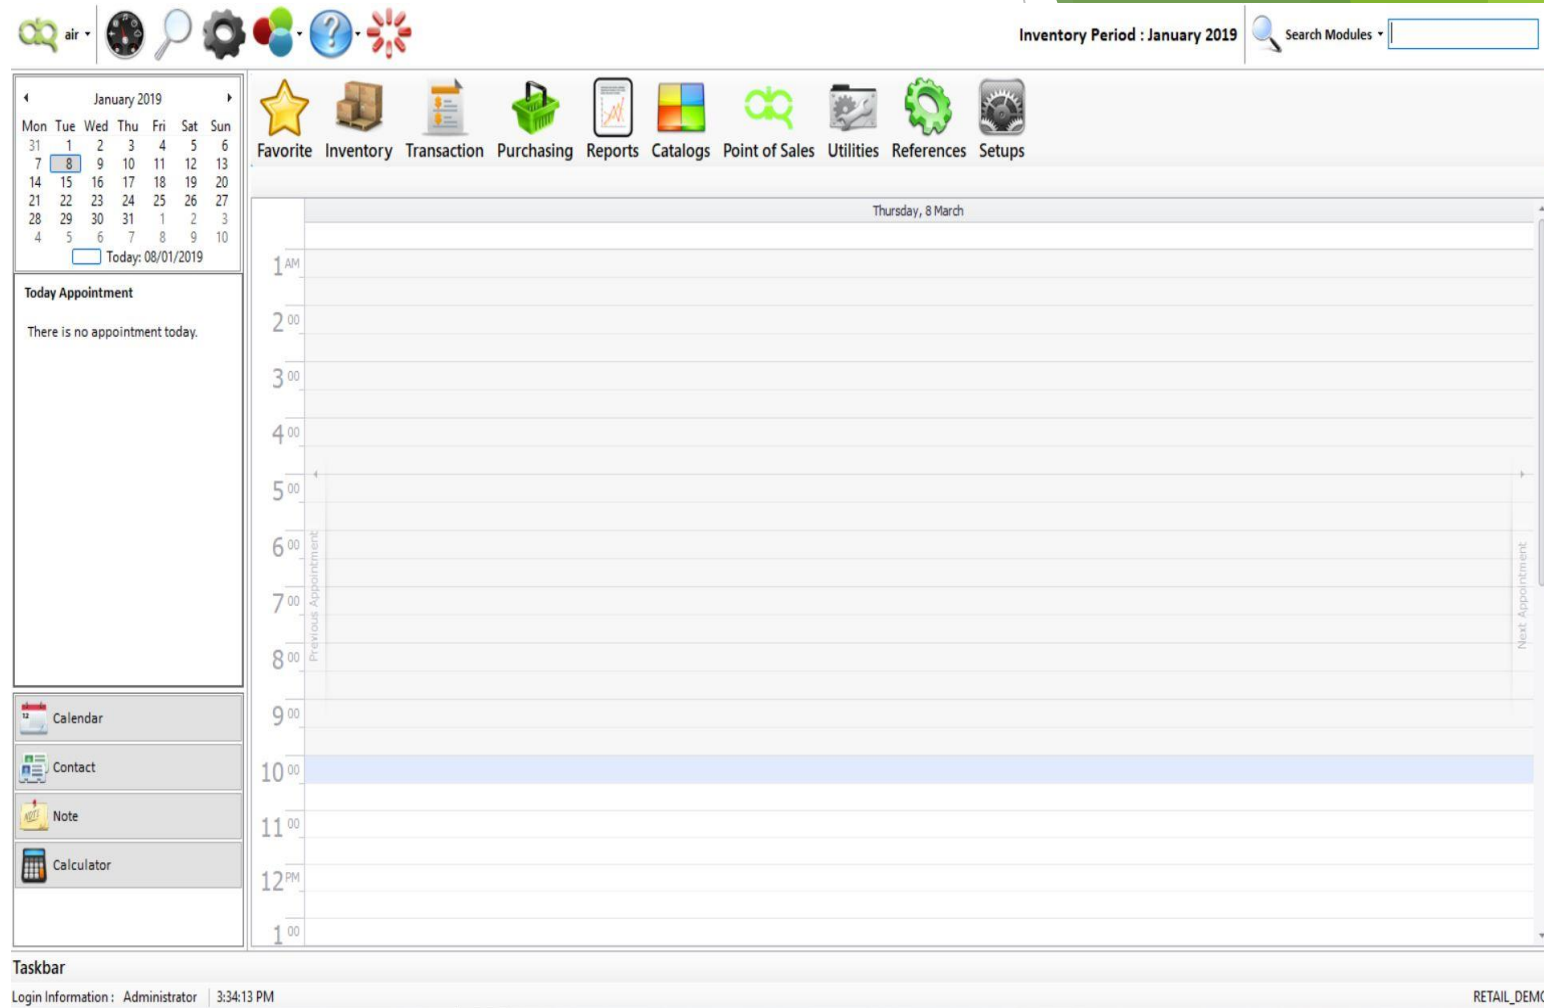 air
Inventory Period : January 2019
Search Modules
January 2019
Mon Tue Wed Thu Fri Sat Sun
31 1 2 3 4 5 6
7 8 9 10 11 12 13
14 15 16 17 18 19 20
21 22 23 24 25 26 27
28 29 30 31 1 2 3
4 5 6 7 8 9 10
Today: 08/01/2019
Favorite Inventory Transaction Purchasing Reports Catalogs Point of Sales Utilities References Setups
Today Appointment
There is no appointment today.
Thursday, 8 March
1 AM
2 00
3 00
4 00
5 00
6 00
7 00
8 00
9 00
10 00
11 00
12 PM
1 00
Previous Appointment
Next Appointment
12
Calendar
Contact
NOTE
Note
Calculator
Taskbar
Login Information : Administrator 3:34:13 PM
RETAIL_DEMO